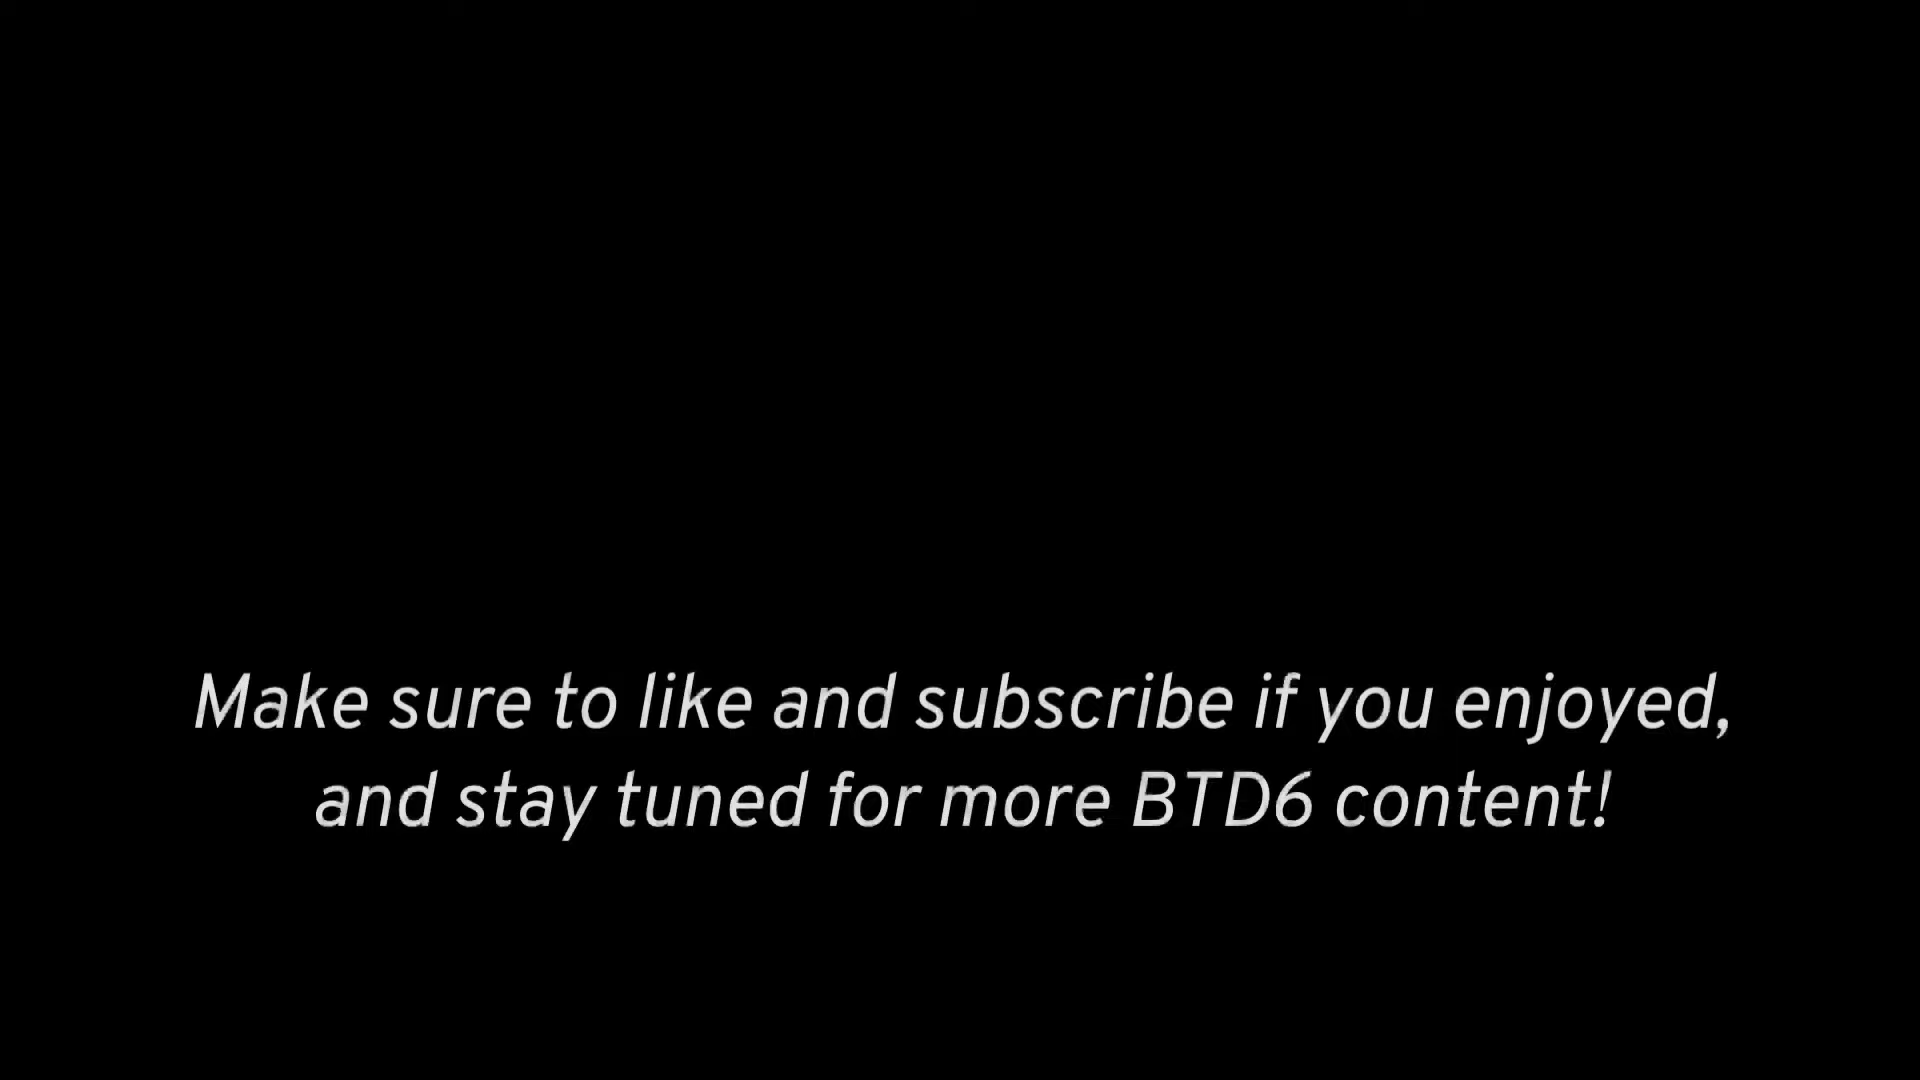 Make sure to like and subscribe if you enjoyed,
and stay tuned for more BTD6 content!